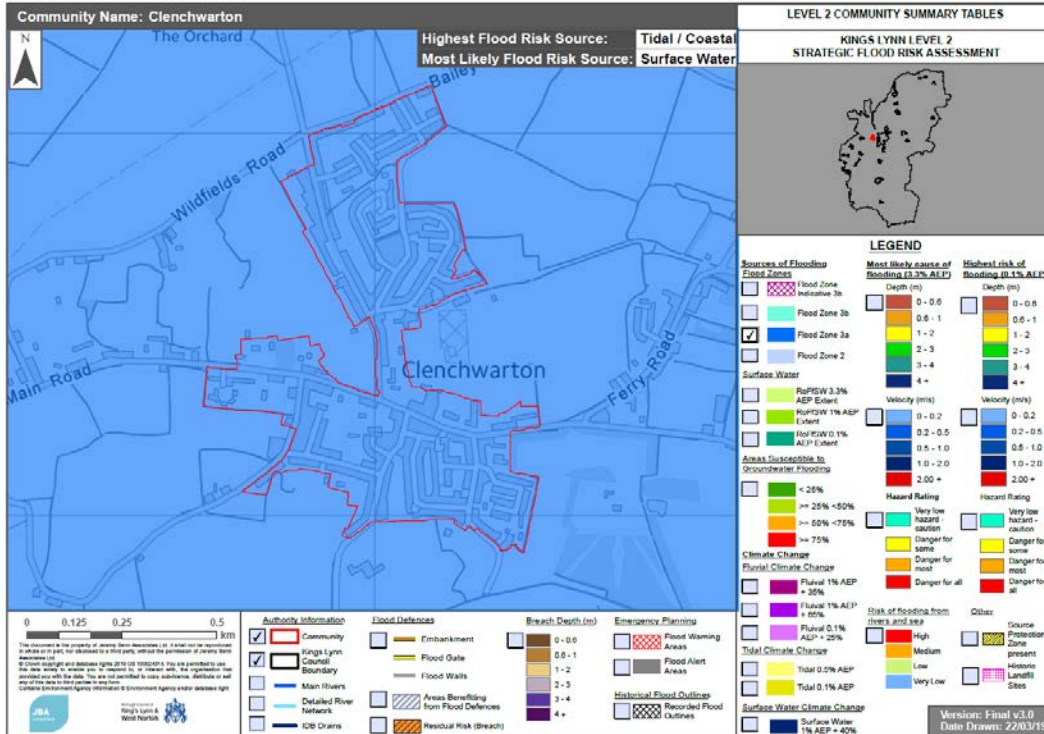 Community Name: Clenchwarton
Highest Flood Risk Source: Tidal / Coastal
Most Likely Flood Risk Source: Surface Water
N
The Orchard
Bailey
Wildfields Road
Main Road
Clenchwarton
Ferry Road
LEVEL 2 COMMUNITY SUMMARY TABLES
KINGS LYNN LEVEL 2
STRATEGIC FLOOD RISK ASSESSMENT
LEGEND
Sources of Flooding
Flood Zones
Flood Zone
Indicative 3b
Flood Zone 3b
Flood Zone 3a
Flood Zone 2
Surface Water
RoFfSW 3.3%
AEP Extent
RoFfSW 1% AEP
Extent
RoFfSW 0.1%
AEP Extent
Areas Susceptible to
Groundwater Flooding
< 25%
>= 25% <50%
>= 50% <75%
>= 75%
Climate Change
Fluvial Climate Change
Fluvial 1% AEP
+ 35%
Fluvial 1% AEP
+ 65%
Fluvial 0.1%
AEP + 25%
Tidal Climate Change
Tidal 0.5% AEP
Tidal 0.1% AEP
Surface Water Climate Change
Surface Water
1% AEP + 40%
Most likely cause of
flooding (3.3% AEP)
Depth (m)
0 - 0.6
0.6 - 1
1 - 2
2 - 3
3 - 4
4 +
Velocity (m/s)
0 - 0.2
0.2 - 0.5
0.5 - 1.0
1.0 - 2.0
2.00 +
Hazard Rating
Very low
hazard -
caution
Danger for
some
Danger for
most
Danger for all
Risk of flooding from
rivers and sea
High
Medium
Low
Very Low
Highest risk of
flooding (0.1% AEP)
Depth (m)
0 - 0.6
0.6 - 1
1 - 2
2 - 3
3 - 4
4 +
Velocity (m/s)
0 - 0.2
0.2 - 0.5
0.5 - 1.0
1.0 - 2.0
2.00 +
Hazard Rating
Very low
hazard -
caution
Danger for
some
Danger for
most
Danger for
all
Other
Source
Protection
Zone
present
Historic
Landfill
Sites
0 0.125 0.25 0.5
km
JBA
King's Lynn &
West Norfolk
Authority Information
Community
Kings Lynn
Council
Boundary
Main Rivers
Detailed River
Network
IDB Drains
Flood Defences
Embankment
Flood Gate
Flood Walls
Areas Benefiting
from Flood Defences
Residual Risk (Breach)
Breach Depth (m)
0 - 0.6
0.6 - 1
1 - 2
2 - 3
3 - 4
4 +
Emergency Planning
Flood Warning
Areas
Flood Alert
Areas
Historical Flood Outlines
Recorded Flood
Outlines
Version: Final v3.0
Date Drawn: 22/03/19